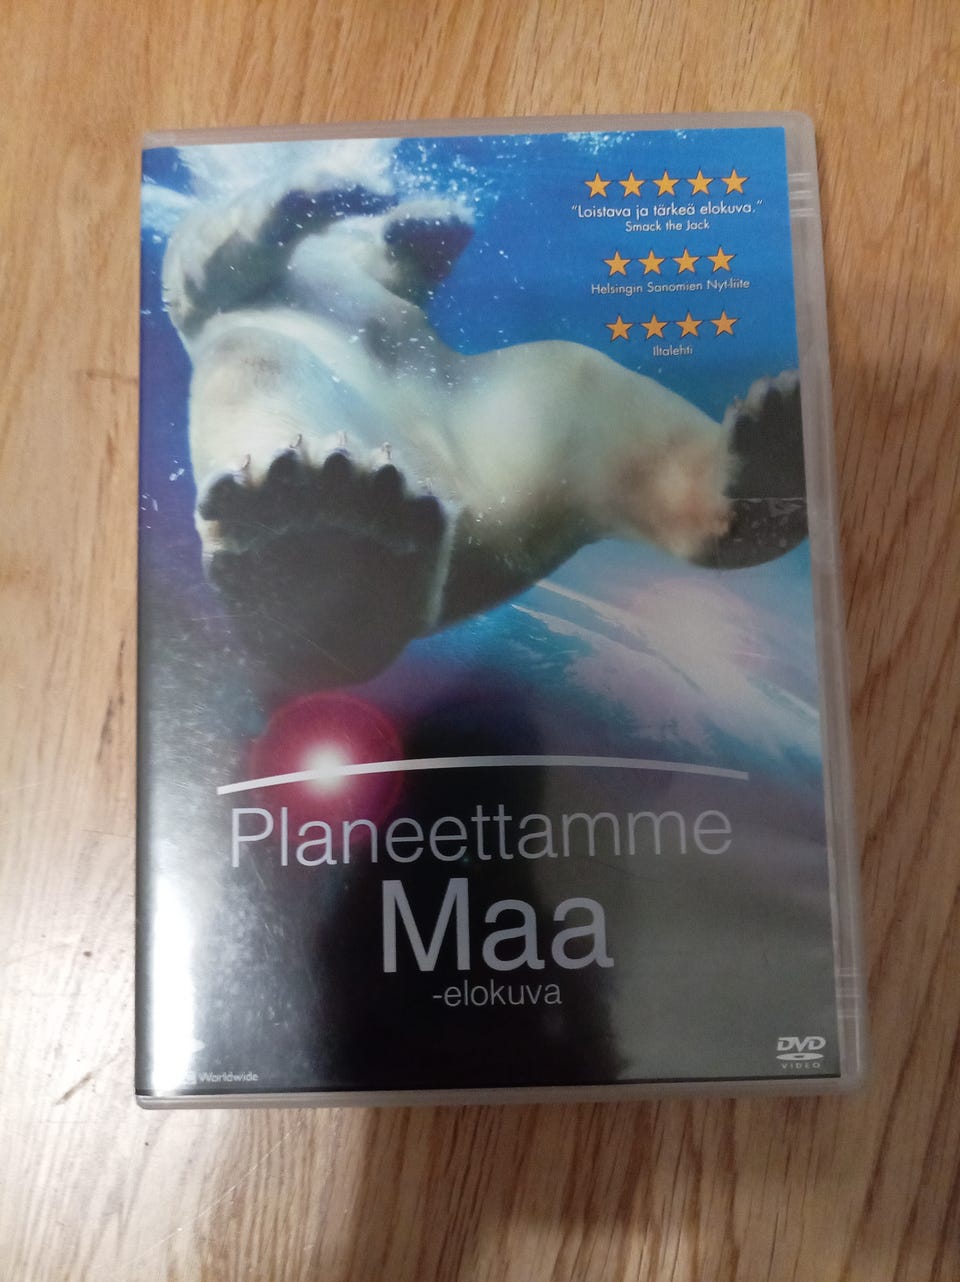 "Loistava ja tärkeä elokuva."
Smack the Jack
Helsingin Sanomien Nyt-liite
Iltalehti
Planeettamme
Maa
-elokuva
Worldwide
DVD
VIDEO